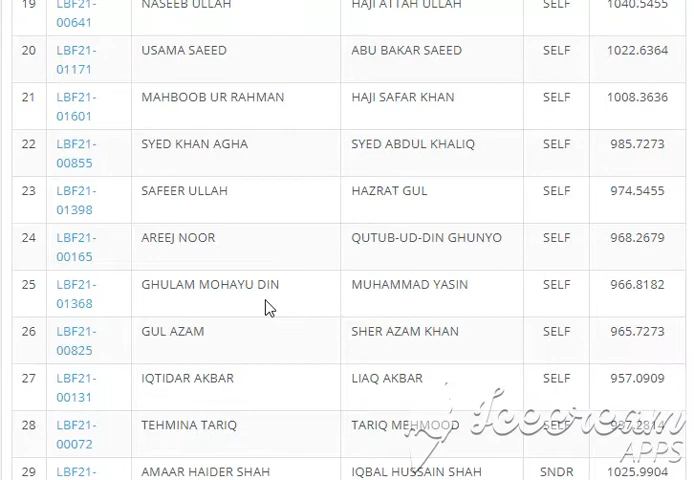 19 LBF21- NASEEB ULLAH HAJI ATTAH ULLAH SELF 1040.5455
00641
20 LBF21- USAMA SAEED ABU BAKAR SAEED SELF 1022.6364
01171
21 LBF21- MAHBOOB UR RAHMAN HAJI SAFAR KHAN SELF 1008.3636
01601
22 LBF21- SYED KHAN AGHA SYED ABDUL KHALIQ SELF 985.7273
00855
23 LBF21- SAFEER ULLAH HAZRAT GUL SELF 974.5455
01398
24 LBF21- AREEJ NOOR QUTUB-UD-DIN GHUNYO SELF 968.2679
00165
25 LBF21- GHULAM MOHAYU DIN MUHAMMAD YASIN SELF 966.8182
01368
26 LBF21- GUL AZAM SHER AZAM KHAN SELF 965.7273
00825
27 LBF21- IQTIDAR AKBAR LIAQ AKBAR SELF 957.0909
00131
28 LBF21- TEHMINA TARIQ TARIQ MEHMOOD SELF 937.2814
00072
29 LBF21- AMAAR HAIDER SHAH IQBAL HUSSAIN SHAH SNDR 1025.9904
Icecream
APPS